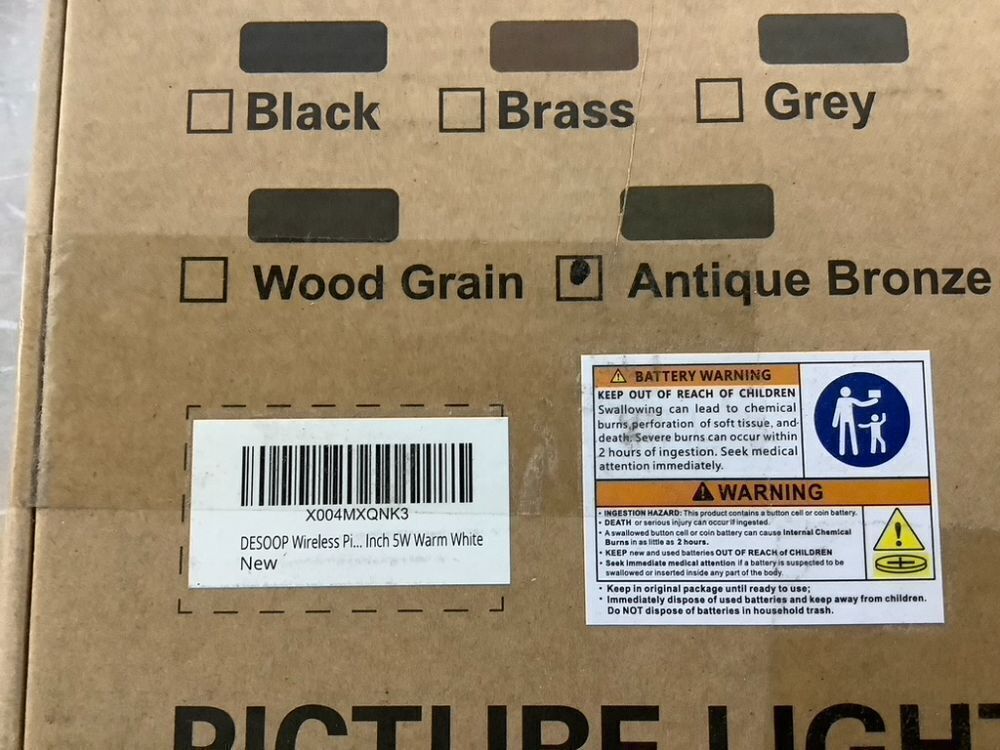 Black
Brass
Grey
Wood Grain
Antique Bronze
BATTERY WARNING
KEEP OUT OF REACH OF CHILDREN
Swallowing can lead to chemical
burns, perforation of soft tissue, and
death. Severe burns can occur within
2 hours of ingestion. Seek medical
attention immediately.
WARNING
• INGESTION HAZARD: This product contains a button cell or coin battery.
• DEATH or serious injury can occur if ingested.
• A swallowed button cell or coin battery can cause Internal Chemical
Burns in as little as 2 hours.
• KEEP new and used batteries OUT OF REACH of CHILDREN
• Seek immediate medical attention if a battery is suspected to be
swallowed or inserted inside any part of the body.
• Keep in original package until ready to use;
• Immediately dispose of used batteries and keep away from children.
Do NOT dispose of batteries in household trash.
X004MXQNK3
DESOOP Wireless Pi... Inch 5W Warm White
New
PICTURE LIGHT